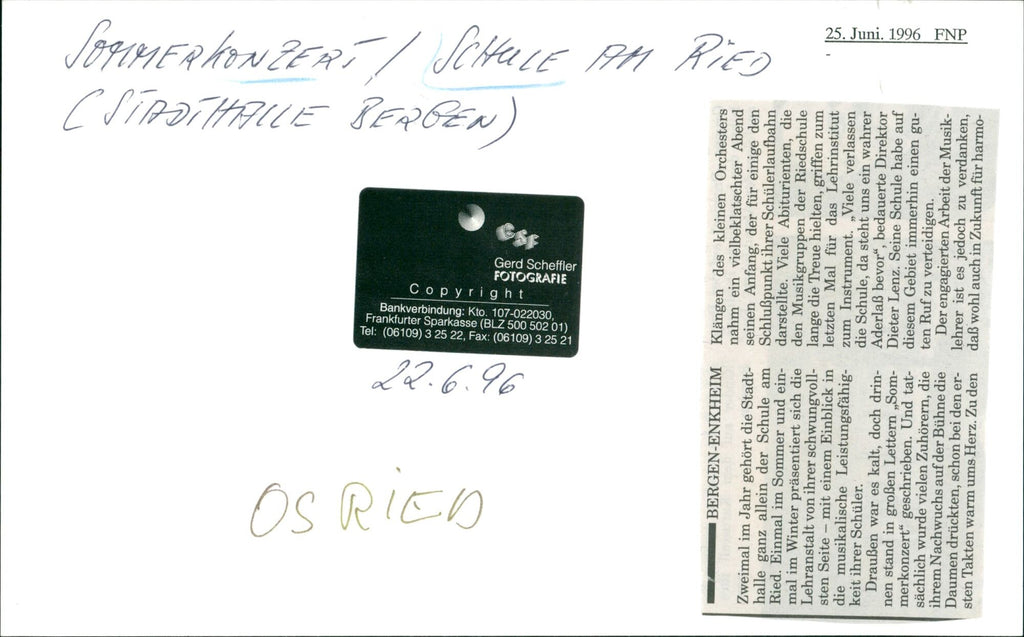 SOMMERKONZERT / SCHULE AM RIED
(STADTHALLE BERGEN)
25. Juni. 1996 FNP
-
GSF
Gerd Scheffler
FOTOGRAFIE
Copyright
Bankverbindung: Kto. 107-022030,
Frankfurter Sparkasse (BLZ 500 502 01)
Tel: (06109) 3 25 22, Fax: (06109) 3 25 21
22.6.96
OS RIED
BERGEN-ENKHEIM
Zweimal im Jahr gehört die Stadt-
halle ganz allein der Schule am
Ried. Einmal im Sommer und ein-
mal im Winter präsentiert sich die
Lehranstalt von ihrer schwungvoll-
sten Seite – mit einem Einblick in
die musikalische Leistungsfähig-
keit ihrer Schüler.
Draußen war es kalt, doch drin-
nen stand in großen Lettern „Som-
merkonzert" geschrieben. Und tat-
sächlich wurde vielen Zuhörern, die
ihrem Nachwuchs auf der Bühne die
Daumen drückten, schon bei den er-
sten Takten warm ums Herz. Zu den
Klängen des kleinen Orchesters
nahm ein vielbeklatschter Abend
seinen Anfang, der für einige den
Schlußpunkt ihrer Schülerlaufbahn
darstellte. Viele Abiturienten, die
den Musikgruppen der Riedschule
lange die Treue hielten, griffen zum
letzten Mal für das Lehrinstitut
zum Instrument. „Viele verlassen
die Schule, da steht uns ein wahrer
Aderlaß bevor", bedauerte Direktor
Dieter Lenz. Seine Schule habe auf
diesem Gebiet immerhin einen gu-
ten Ruf zu verteidigen.
Der engagierten Arbeit der Musik-
lehrer ist es jedoch zu verdanken,
daß wohl auch in Zukunft für harmo-